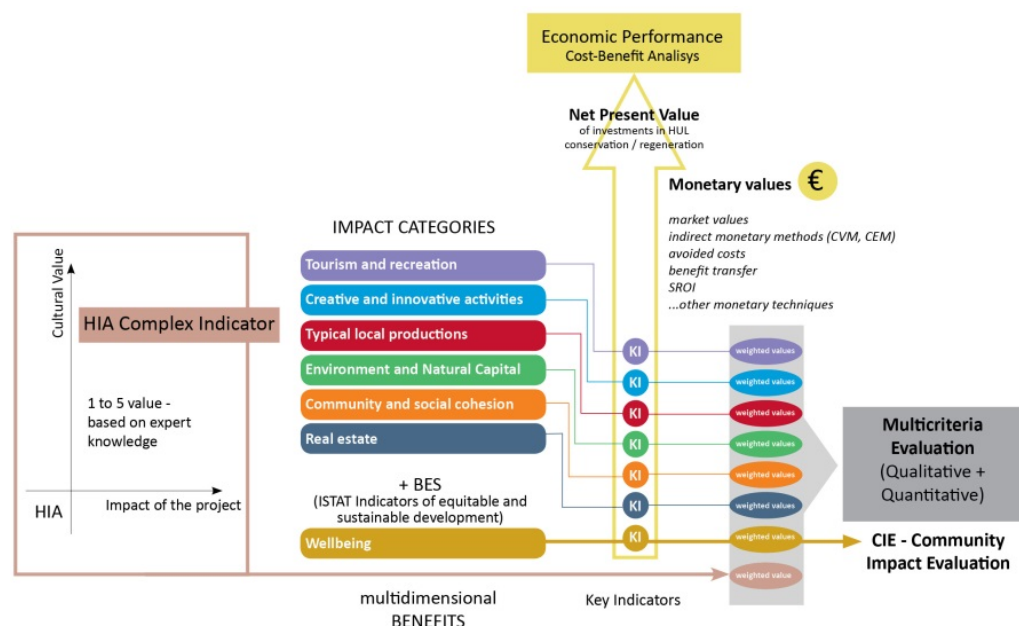 Economic Performance
Cost-Benefit Analisys
Net Present Value
of investments in HUL
conservation / regeneration
Monetary values €
market values
indirect monetary methods (CVM, CEM)
avoided costs
benefit transfer
SROI
...other monetary techniques
Cultural Value
HIA Complex Indicator
1 to 5 value -
based on expert
knowledge
HIA
Impact of the project
IMPACT CATEGORIES
Tourism and recreation
Creative and innovative activities
Typical local productions
Environment and Natural Capital
Community and social cohesion
Real estate
+ BES
(ISTAT Indicators of equitable and
sustainable development)
Wellbeing
KI
KI
KI
KI
KI
KI
KI
weighted values
weighted values
weighted values
weighted values
weighted values
weighted values
weighted values
weighted value
Multicriteria
Evaluation
(Qualitative +
Quantitative)
CIE - Community
Impact Evaluation
multidimensional
BENEFITS
Key Indicators